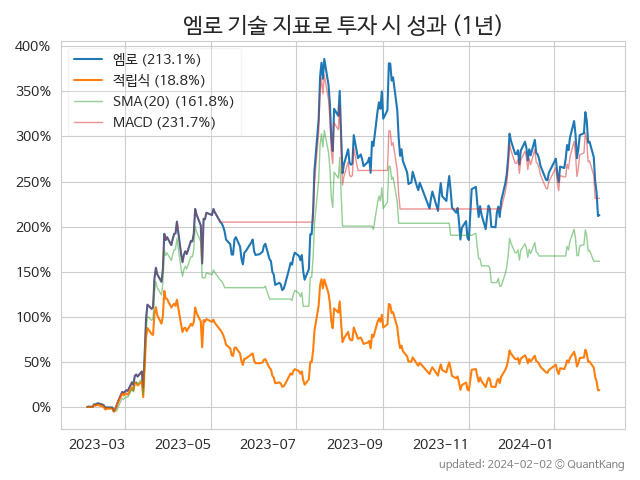 엠로 기술 지표로 투자 시 성과 (1년)
400%
350%
300%
250%
200%
150%
100%
50%
0%
엠로 (213.1%)
적립식 (18.8%)
SMA(20) (161.8%)
MACD (231.7%)
2023-03 2023-05 2023-07 2023-09 2023-11 2024-01
updated: 2024-02-02 © QuantKang